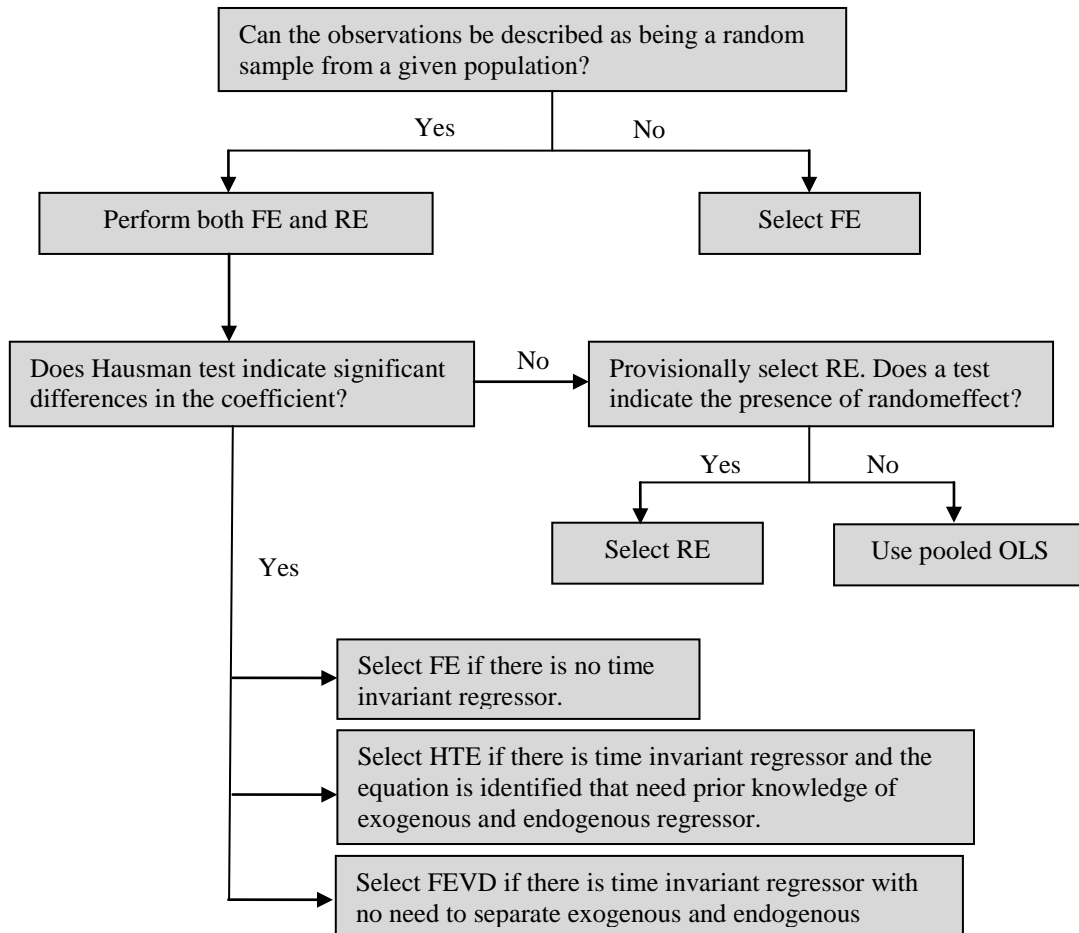 Can the observations be described as being a random
sample from a given population?
Yes
No
Perform both FE and RE
Select FE
Does Hausman test indicate significant
differences in the coefficient?
No
Provisionally select RE. Does a test
indicate the presence of randomeffect?
Yes
No
Select RE
Use pooled OLS
Yes
Select FE if there is no time
invariant regressor.
Select HTE if there is time invariant regressor and the
equation is identified that need prior knowledge of
exogenous and endogenous regressor.
Select FEVD if there is time invariant regressor with
no need to separate exogenous and endogenous